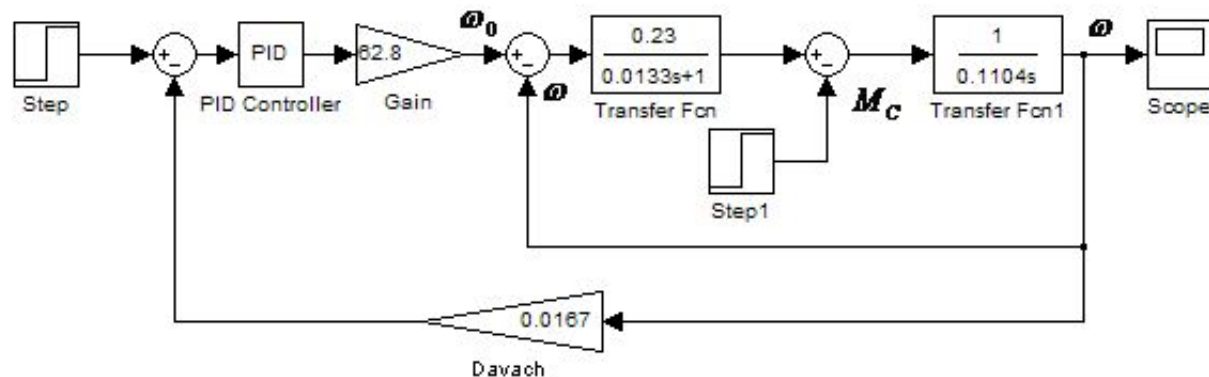 ω₀
ω
+
−
PID
62.8
+
−
0.23
0.0133s+1
+
−
1
0.1104s
ω
Step
PID Controller
Gain
Transfer Fcn
M_C
Transfer Fcn1
Scope
Step1
0.0167
Davach